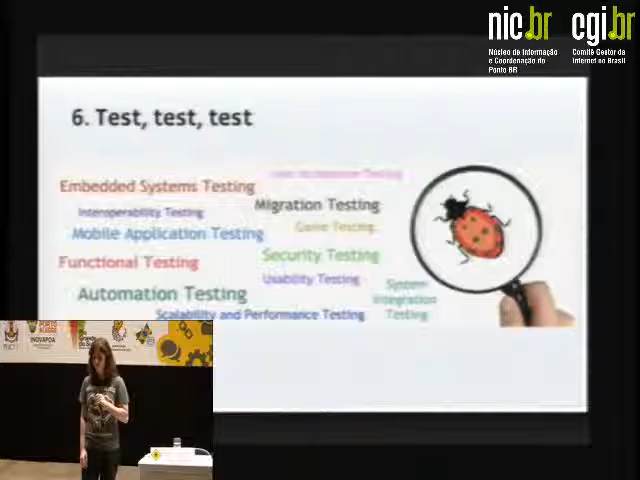 nic.br cgi.br
Núcleo de Informação
e Coordenação do
Ponto BR
Comitê Gestor da
Internet no Brasil
6. Test, test, test
Embedded Systems Testing
Migration Testing
Interoperability Testing
Game Testing
Mobile Application Testing
Security Testing
Functional Testing
Usability Testing
System
Integration
Testing
Automation Testing
Scalability and Performance Testing
INOVAPOA